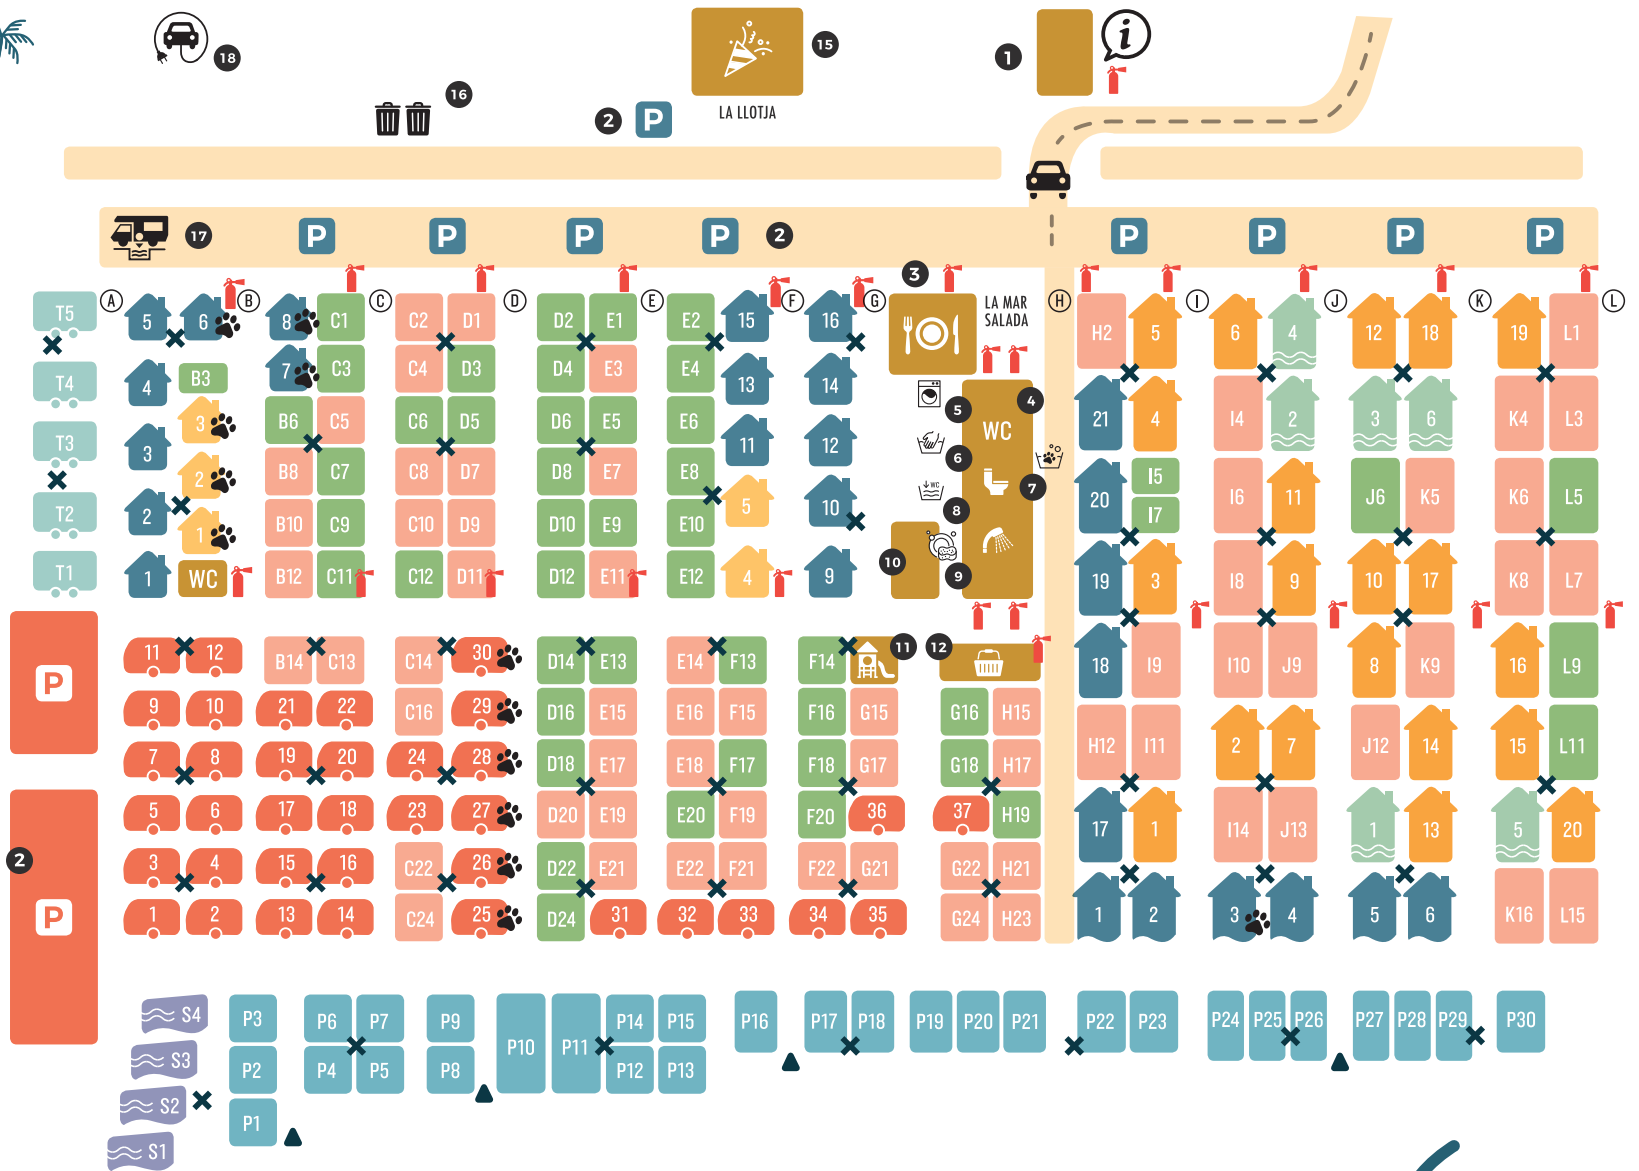 18
15
1
i
16
LA LLOTJA
2 P
17 P P P P 2 P P P P
3
A B C D E F G H I J K L
T5 5 6 8 C1 C2 D1 D2 E1 E2 15 16 LA MAR H2 5 6 4 12 18 19 L1
SALADA
T4 4 B3 7 C3 C4 D3 D4 E3 E4 13 14
5 4 21 4 I4 2 3 6 K4 L3
T3 3 3 B6 C5 C6 D5 D6 E5 E6 11 12 WC
6
2 B8 C7 C8 D7 D8 E7 E8 7 20 I5 I6 11 J6 K5 K6 L5
T2 2 1 B10 C9 C10 D9 D10 E9 E10 5 10 8 I7
T1 1 WC B12 C11 C12 D11 D12 E11 E12 4 9 10 9 19 3 I8 9 10 17 K8 L7
P 11 12 B14 C13 C14 30 D14 E13 E14 F13 F14 11 12 18 I9 I10 J9 8 K9 16 L9
9 10 21 22 C16 29 D16 E15 E16 F15 F16 G15 G16 H15
7 8 19 20 24 28 D18 E17 E18 F17 F18 G17 G18 H17 H12 I11 2 7 J12 14 15 L11
5 6 17 18 23 27 D20 E19 E20 F19 F20 36 37 H19 17 1 I14 J13 1 13 5 20
2 3 4 15 16 C22 26 D22 E21 E22 F21 F22 G21 G22 H21
P 1 2 13 14 C24 25 D24 31 32 33 34 35 G24 H23 1 2 3 4 5 6 K16 L15
S4 P3 P6 P7 P9 P10 P11 P14 P15 P16 P17 P18 P19 P20 P21 P22 P23 P24 P25 P26 P27 P28 P29 P30
S3 P2 P4 P5 P8 P12 P13
S2 P1
S1